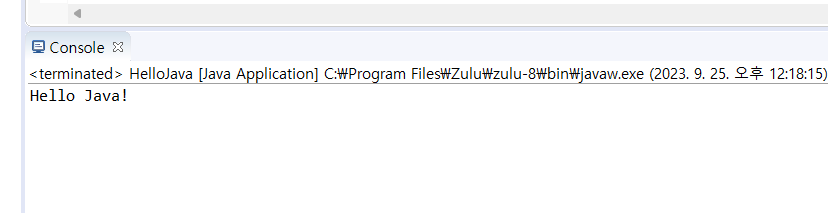 Console
<terminated> HelloJava [Java Application] C:₩Program Files₩Zulu₩zulu-8₩bin₩javaw.exe (2023. 9. 25. 오후 12:18:15)
Hello Java!